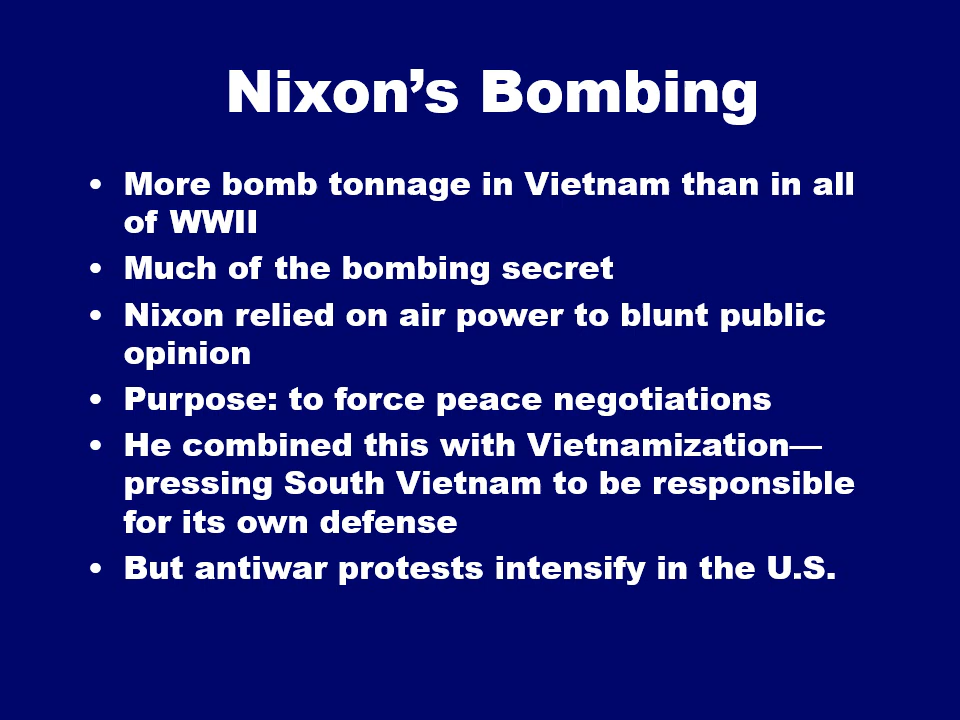 Nixon’s Bombing
• More bomb tonnage in Vietnam than in all
of WWII
• Much of the bombing secret
• Nixon relied on air power to blunt public
opinion
• Purpose: to force peace negotiations
• He combined this with Vietnamization—
pressing South Vietnam to be responsible
for its own defense
• But antiwar protests intensify in the U.S.